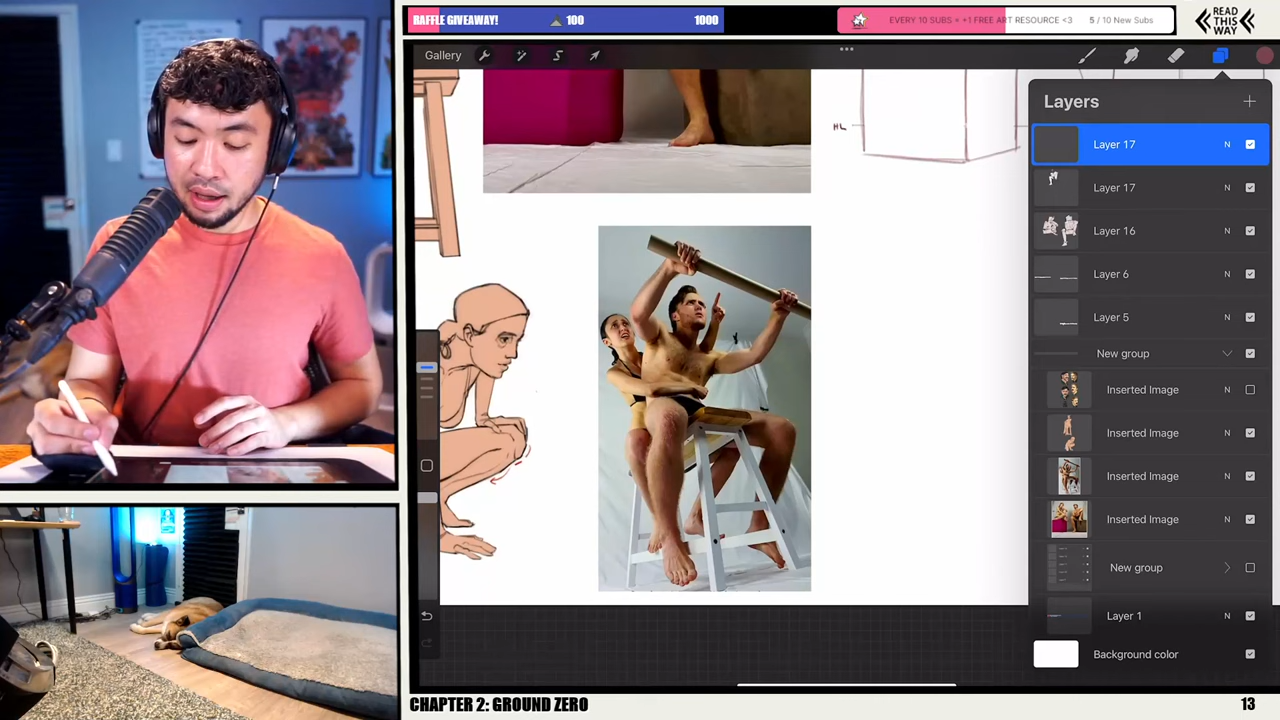 RAFFLE GIVEAWAY!
100
1000
EVERY 10 SUBS = +1 FREE ART RESOURCE <3
5 / 10 New Subs
READ
THIS
WAY
Gallery
HL
Layers
Layer 17 N
Layer 17 N
Layer 16 N
Layer 6 N
Layer 5 N
New group
Inserted Image N
Inserted Image N
Inserted Image N
Inserted Image N
New group
Layer 1 N
Background color
CHAPTER 2: GROUND ZERO
13